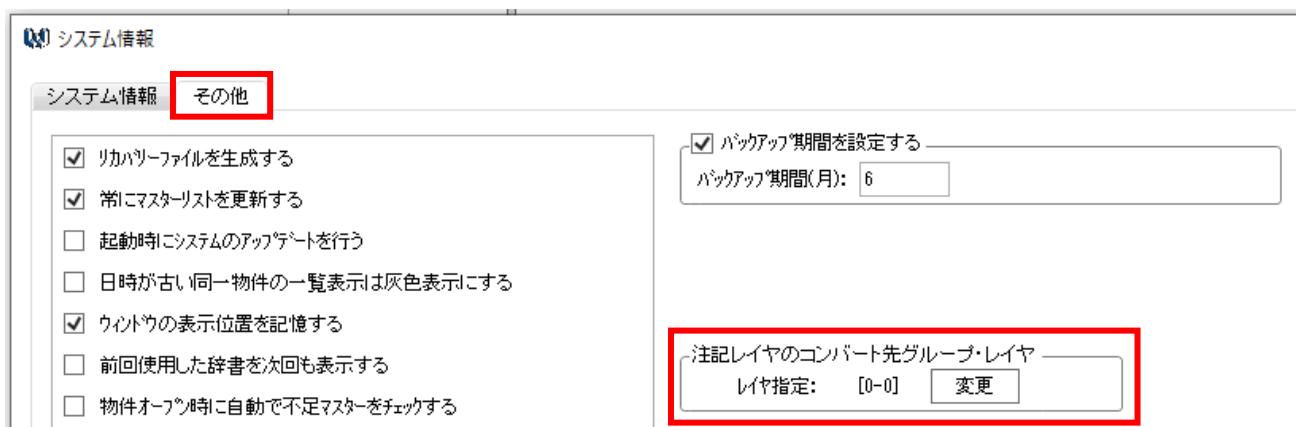 システム情報
システム情報 その他
リカバリーファイルを生成する
常にマスターリストを更新する
起動時にシステムのアップデートを行う
日時が古い同一物件の一覧表示は灰色表示にする
ウィンドウの表示位置を記憶する
前回使用した辞書を次回も表示する
物件オープン時に自動で不足マスターをチェックする
バックアップ期間を設定する
バックアップ期間(月): 6
注記レイヤのコンバート先グループ・レイヤ
レイヤ指定: [0-0] 変更